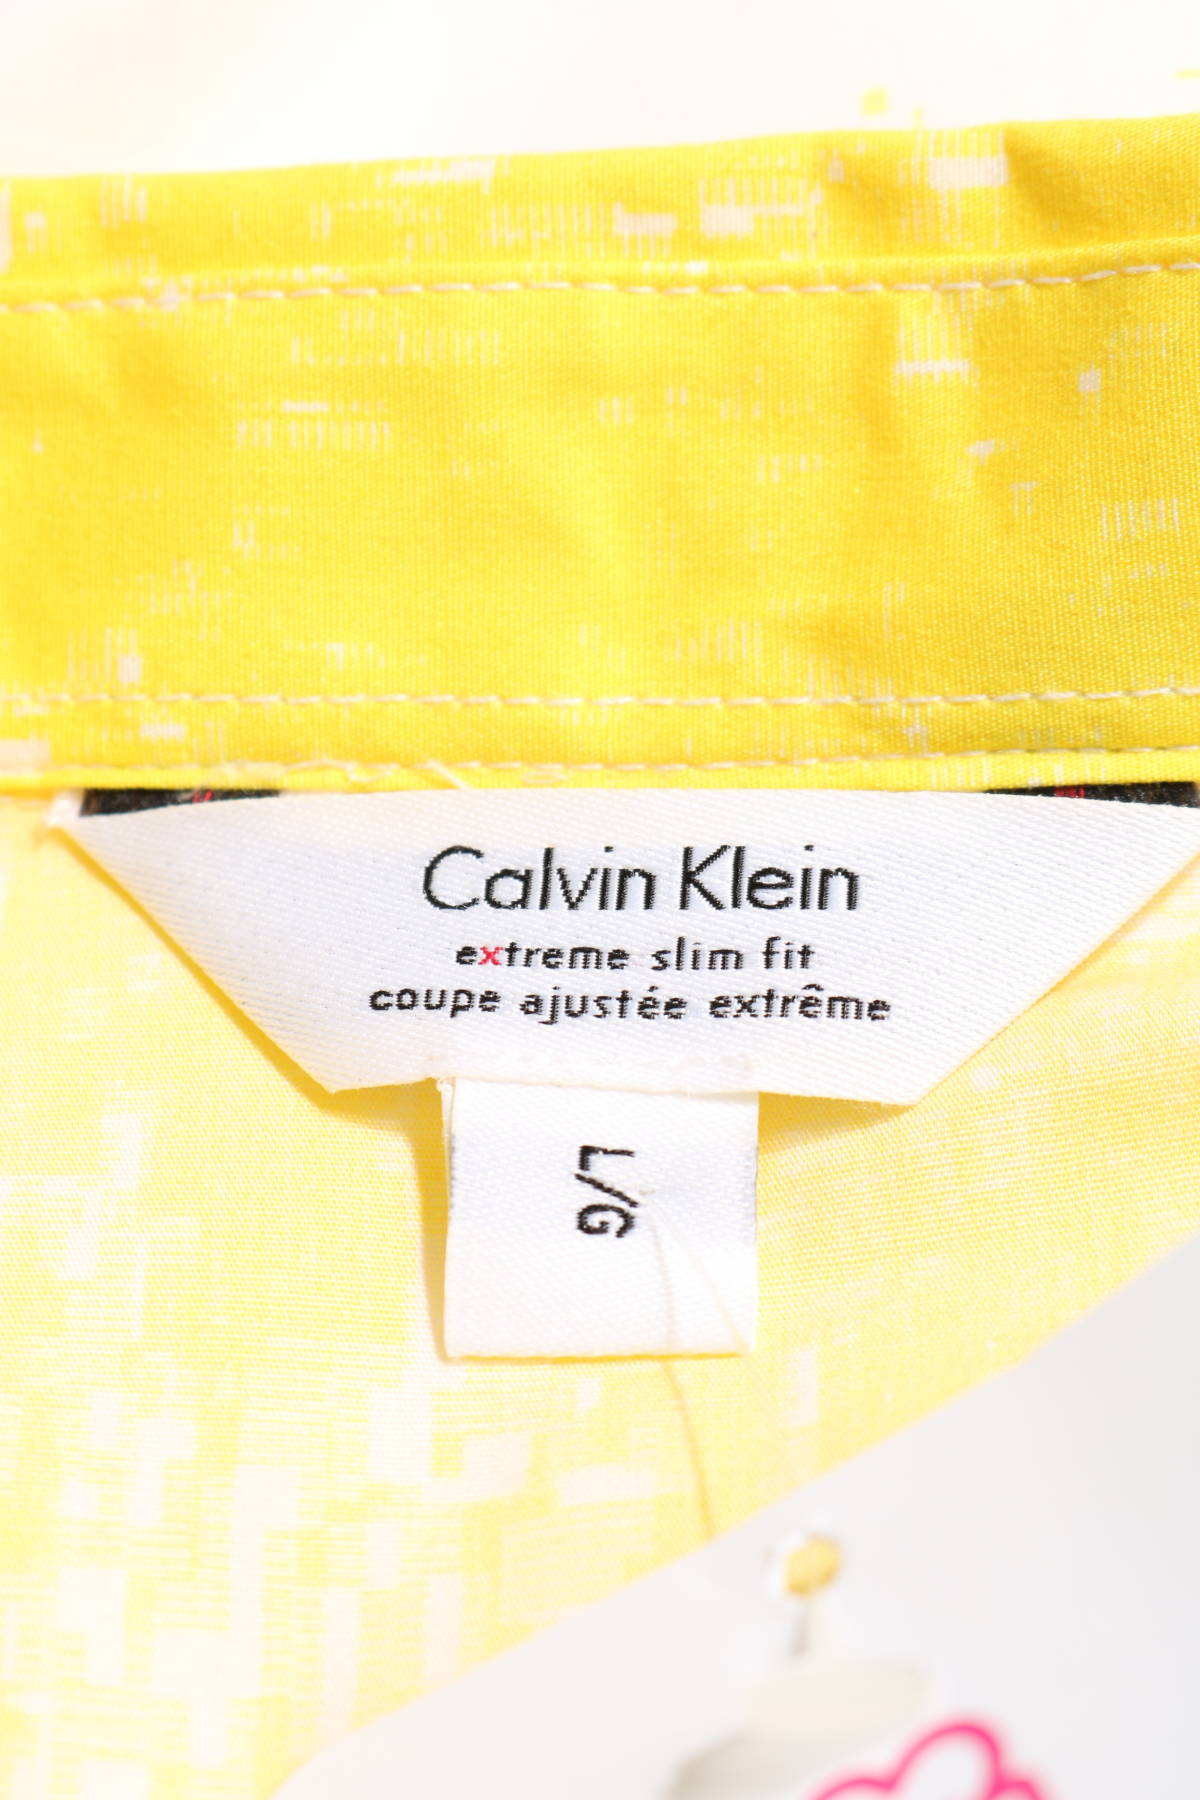 Calvin Klein
extreme slim fit
coupe ajustée extrême
L/G